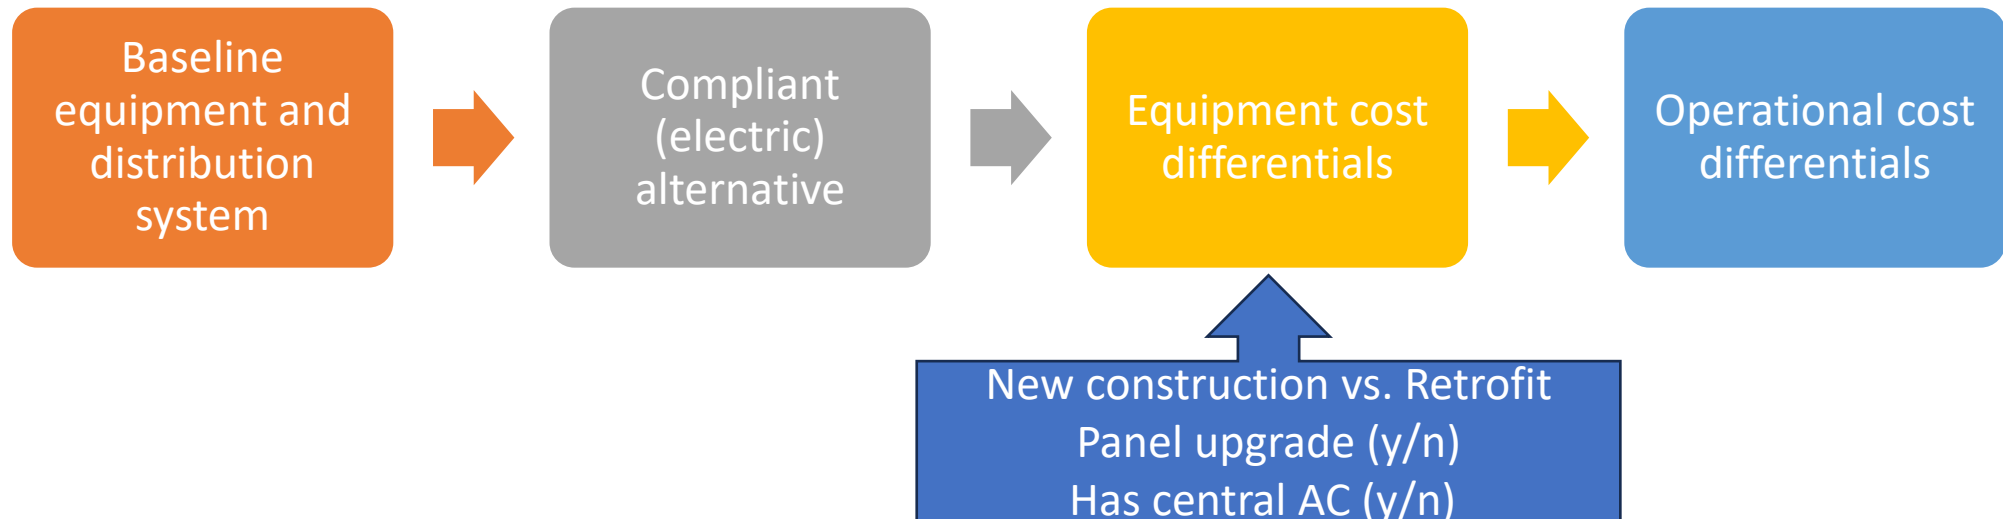 Baseline
equipment and
distribution
system
Compliant
(electric)
alternative
Equipment cost
differentials
Operational cost
differentials
New construction vs. Retrofit
Panel upgrade (y/n)
Has central AC (y/n)